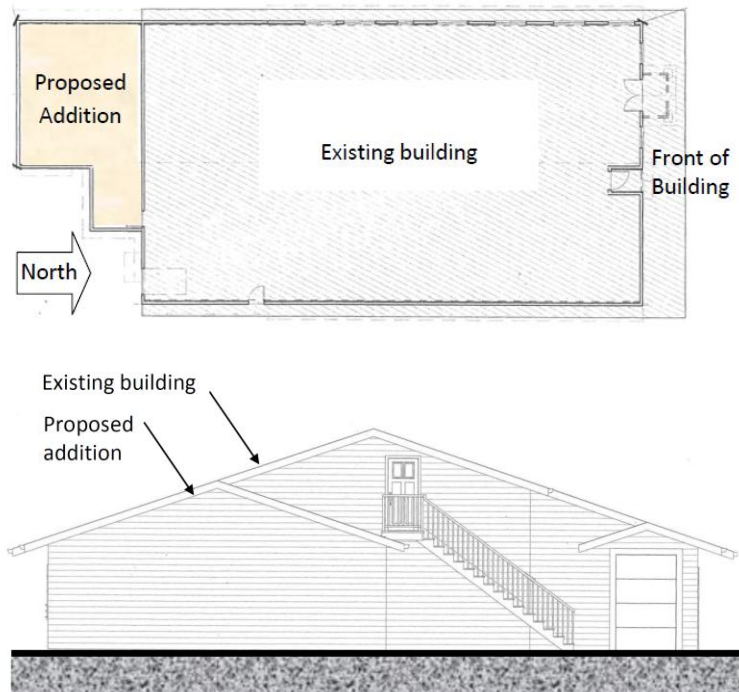 Proposed
Addition
Existing building
Front of
Building
North
Existing building
Proposed
addition